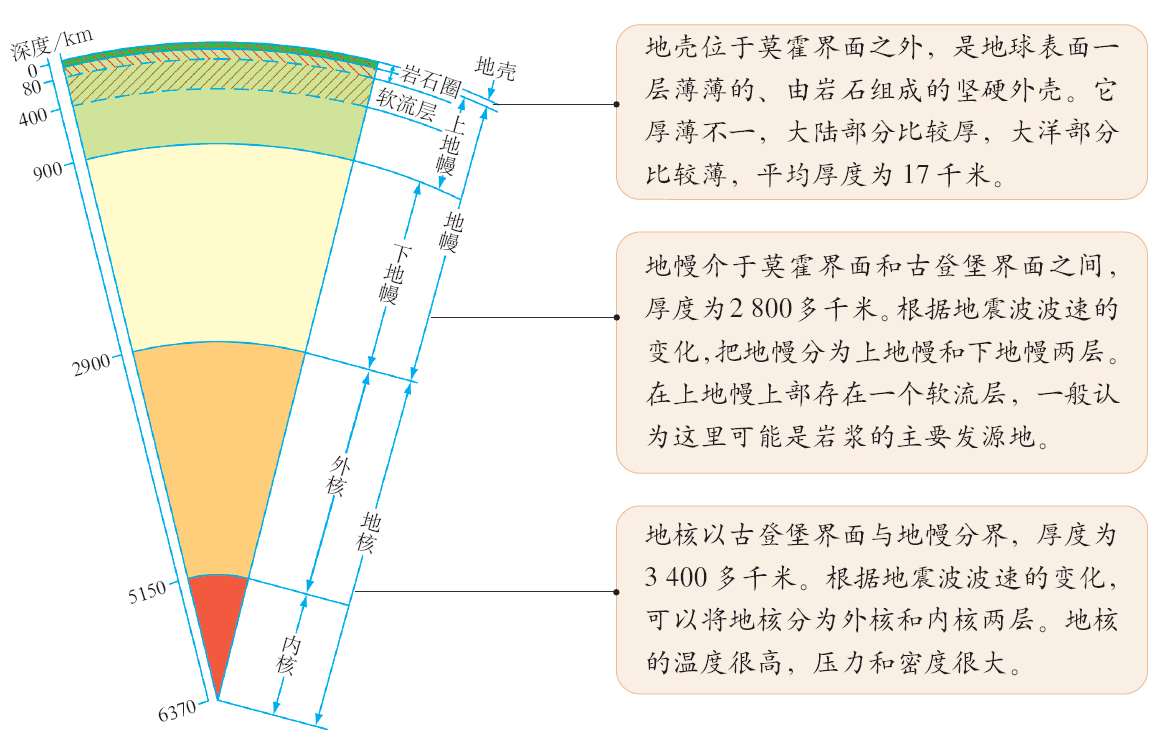 深度/km
0
80
400
900
2900
5150
6370
地壳
岩石圈
软流层
上地幔
地幔
下地幔
外核
地核
内核
地壳位于莫霍界面之外，是地球表面一
层薄薄的、由岩石组成的坚硬外壳。它
厚薄不一，大陆部分比较厚，大洋部分
比较薄，平均厚度为 17 千米。
地幔介于莫霍界面和古登堡界面之间，
厚度为2 800多千米。根据地震波波速的
变化，把地幔分为上地幔和下地幔两层。
在上地幔上部存在一个软流层，一般认
为这里可能是岩浆的主要发源地。
地核以古登堡界面与地幔分界，厚度为
3 400 多千米。根据地震波波速的变化，
可以将地核分为外核和内核两层。地核
的温度很高，压力和密度很大。